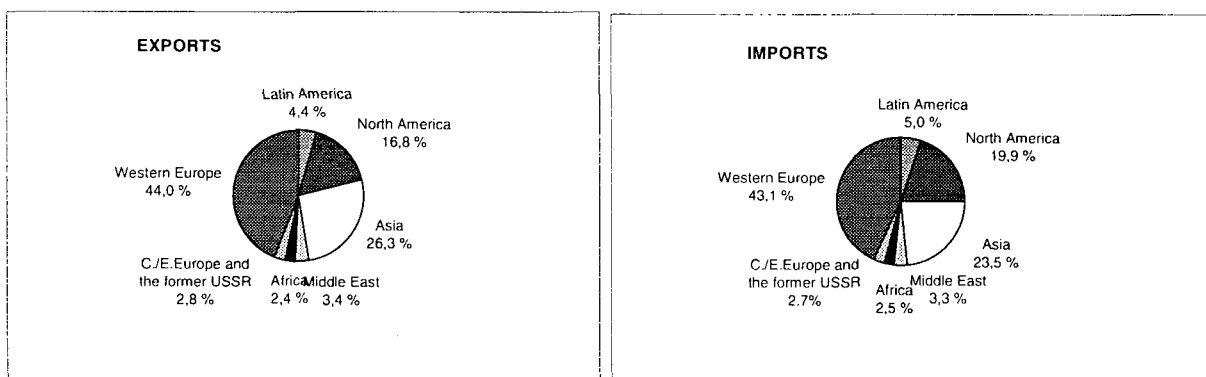 EXPORTS
Latin America
4,4 %
North America
16,8 %
Western Europe
44,0 %
Asia
26,3 %
C./E.Europe and
the former USSR
2,8 %
Africa
2,4 %
Middle East
3,4 %
IMPORTS
Latin America
5,0 %
North America
19,9 %
Western Europe
43,1 %
Asia
23,5 %
C./E.Europe and
the former USSR
2.7%
Africa
2,5 %
Middle East
3,3 %